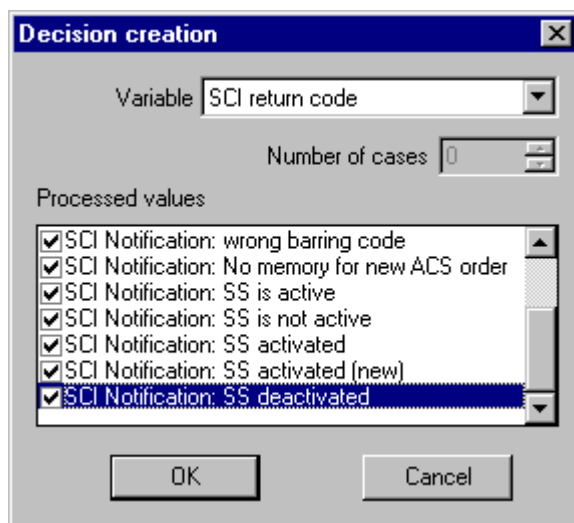 Decision creation
Variable SCI return code
Number of cases 0
Processed values
SCI Notification: wrong barring code
SCI Notification: No memory for new ACS order
SCI Notification: SS is active
SCI Notification: SS is not active
SCI Notification: SS activated
SCI Notification: SS activated (new)
SCI Notification: SS deactivated
OK Cancel